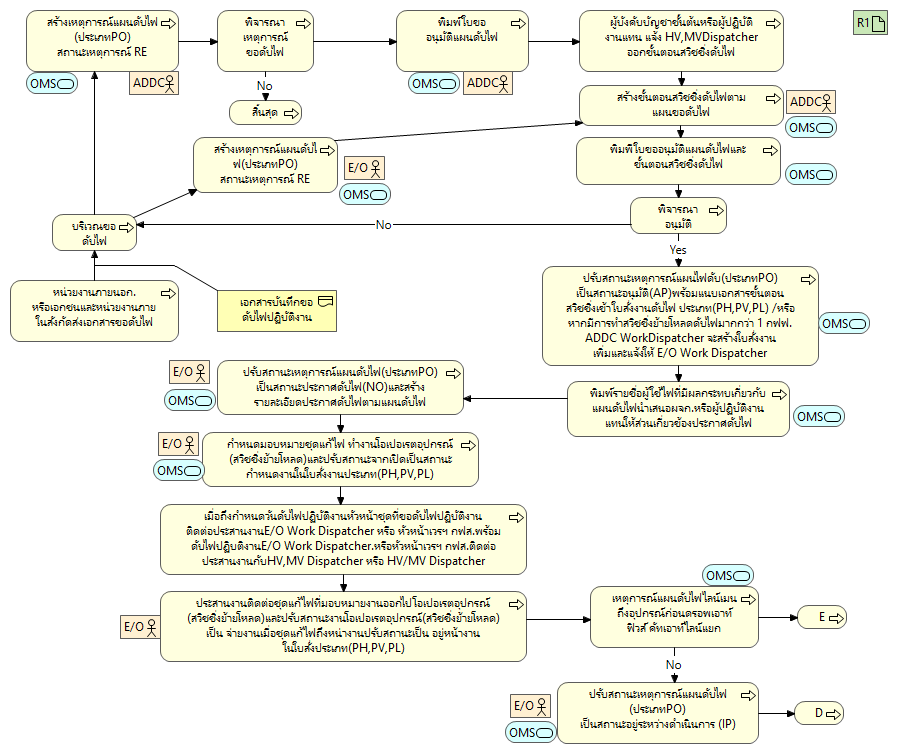 สร้างเหตุการณ์แผนดับไฟ
(ประเภทPO)
สถานะเหตุการณ์ RE
OMS
ADDC
พิจารณา
เหตุการณ์
ขอดับไฟ
No
สิ้นสุด
พิมพ์ใบขอ
อนุมัติแผนดับไฟ
OMS
ADDC
ผู้บังคับบัญชาชั้นต้นหรือผู้ปฏิบัติ
งานแทน แจ้ง HV,MVDispatcher
ออกขั้นตอนสวิชชิ่งดับไฟ
R1
สร้างขั้นตอนสวิชชิ่งดับไฟตาม
แผนขอดับไฟ
ADDC
OMS
สร้างเหตุการณ์แผนดับไ
ฟ(ประเภทPO)
สถานะเหตุการณ์ RE
E/O
OMS
พิมพ์ใบขออนุมัติแผนดับไฟและ
ขั้นตอนสวิชชิ่งดับไฟ
OMS
บริเวณขอ
ดับไฟ
No
พิจารณา
อนุมัติ
Yes
หน่วยงานภายนอก.
หรือเอกชนและหน่วยงานภาย
ในสังกัดส่งเอกสารขอดับไฟ
เอกสารบันทึกขอ
ดับไฟปฏิบัติงาน
ปรับสถานะเหตุการณ์แผนไฟดับ(ประเภทPO)
เป็นสถานะอนุมัติ(AP)พร้อมแนบเอกสารขั้นตอน
สวิชชิ่งเข้าใบสั่งงานดับไฟ ประเภท(PH,PV,PL) /หรือ
หากมีการทำสวิชชิ่งย้ายโหลดดับไฟมากกว่า 1 กฟฟ.
ADDC WorkDispatcher จะสร้างใบสั่งงาน
เพิ่มและแจ้งให้ E/O Work Dispatcher
OMS
E/O
OMS
ปรับสถานะเหตุการณ์แผนดับไฟ(ประเภทPO)
เป็นสถานะประกาศดับไฟ(NO)และสร้าง
รายละเอียดประกาศดับไฟตามแผนดับไฟ
พิมพ์รายชื่อผู้ใช้ไฟที่มีผลกระทบเกี่ยวกับ
แผนดับไฟนำเสนอผจก.หรือผู้ปฏิบัติงาน
แทนให้ส่วนเกี่ยวข้องประกาศดับไฟ
OMS
E/O
OMS
กำหนดมอบหมายชุดแก้ไฟ ทำงานโอเปอเรตอุปกรณ์
(สวิชชิ่งย้ายโหลด)และปรับสถานะจากเปิดเป็นสถานะ
กำหนดงานในใบสั่งงานประเภท(PH,PV,PL)
เมื่อถึงกำหนดวันดับไฟปฏิบัติงานหัวหน้าชุดที่ขอดับไฟปฏิบัติงาน
ติดต่อประสานงานE/O Work Dispatcher หรือ หัวหน้าเวรฯ กฟส.พร้อม
ดับไฟปฏิบติงานE/O Work Dispatcher.หรือหัวหน้าเวรฯ กฟส.ติดต่อ
ประสานงานกับHV,MV Dispatcher หรือ HV/MV Dispatcher
E/O
ประสานงานติดต่อชุดแก้ไฟที่มอบหมายงานออกไปโอเปอเรตอุปกรณ์
(สวิชชิ่งย้ายโหลด)และปรับสถานะงานโอเปอเรตอุปกรณ์(สวิชชิ่งย้ายโหลด)
เป็น จ่ายงานเมื่อชุดแก้ไฟถึงหน้างานปรับสถานะเป็น อยู่หน้างาน
ในใบสั่งประเภท(PH,PV,PL)
OMS
เหตุการณ์แผนดับไฟไลน์เมน
ถึงอุปกรณ์ก่อนดรอพเอาท์
ฟิวส์ คัทเอาท์ไลน์แยก
E
No
E/O
OMS
ปรับสถานะเหตุการณ์แผนดับไฟ
(ประเภทPO)
เป็นสถานะอยู่ระหว่างดำเนินการ (IP)
D